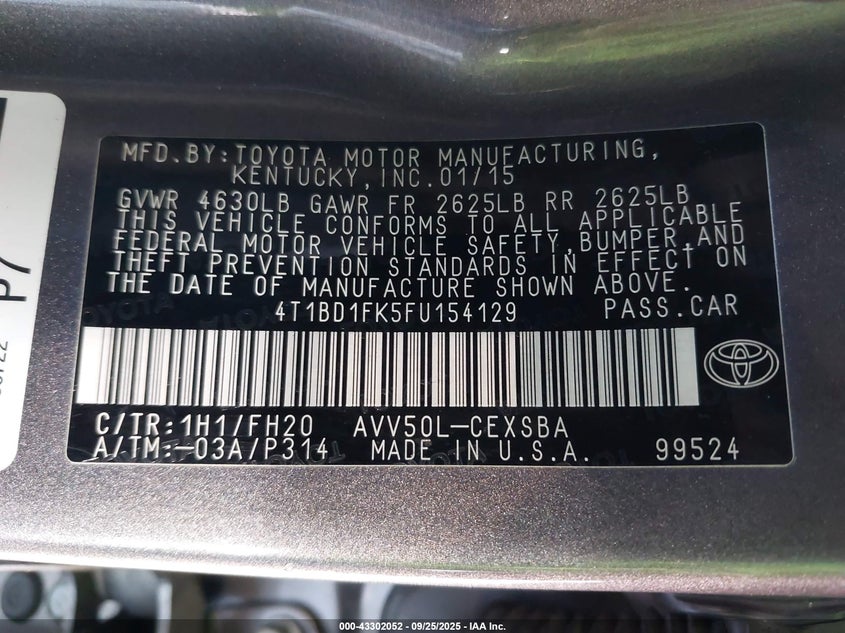 MFD.BY:TOYOTA MOTOR MANUFACTURING,
KENTUCKY,INC.01/15
GVWR 4630LB GAWR FR 2625LB RR 2625LB
THIS VEHICLE CONFORMS TO ALL APPLICABLE
FEDERAL MOTOR VEHICLE SAFETY,BUMPER,AND
THEFT PREVENTION STANDARDS IN EFFECT ON
THE DATE OF MANUFACTURE SHOWN ABOVE.
4T1BD1FK5FU154129 PASS.CAR
C/TR:1H1/FH20 AVV50L-CEXSBA
A/TM:-03A/P314 MADE IN U.S.A. 99524
P7
000-43302052 - 09/25/2025 - IAA Inc.